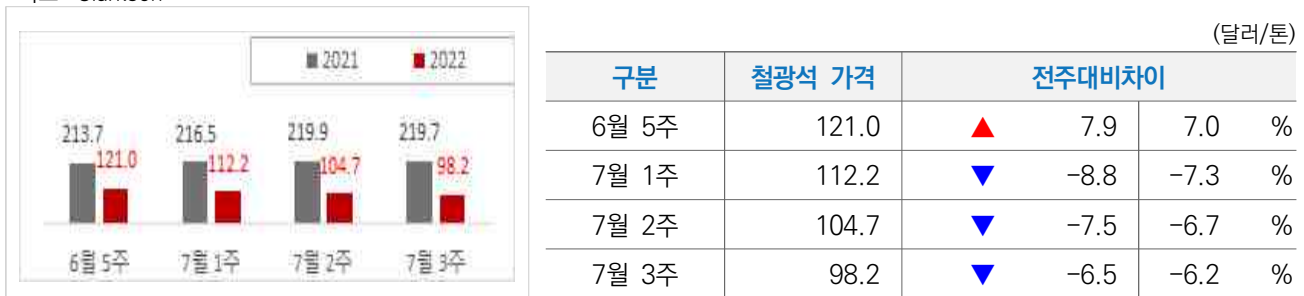 ■ 2021 ■ 2022
213.7 216.5 219.9 219.7
121.0 112.2 104.7 98.2
6월 5주 7월 1주 7월 2주 7월 3주
(달러/톤)
구분 철광석 가격 전주대비차이
6월 5주 121.0 ▲ 7.9 7.0 %
7월 1주 112.2 ▼ -8.8 -7.3 %
7월 2주 104.7 ▼ -7.5 -6.7 %
7월 3주 98.2 ▼ -6.5 -6.2 %